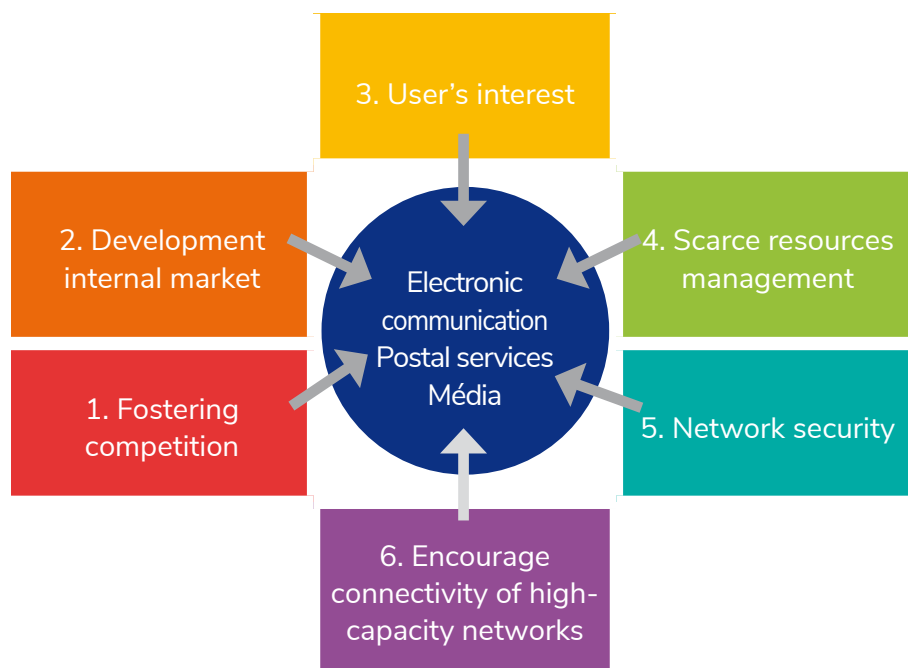 3. User’s interest
2. Development
internal market
4. Scarce resources
management
Electronic
communication
Postal services
Média
1. Fostering
competition
5. Network security
6. Encourage
connectivity of high-
capacity networks